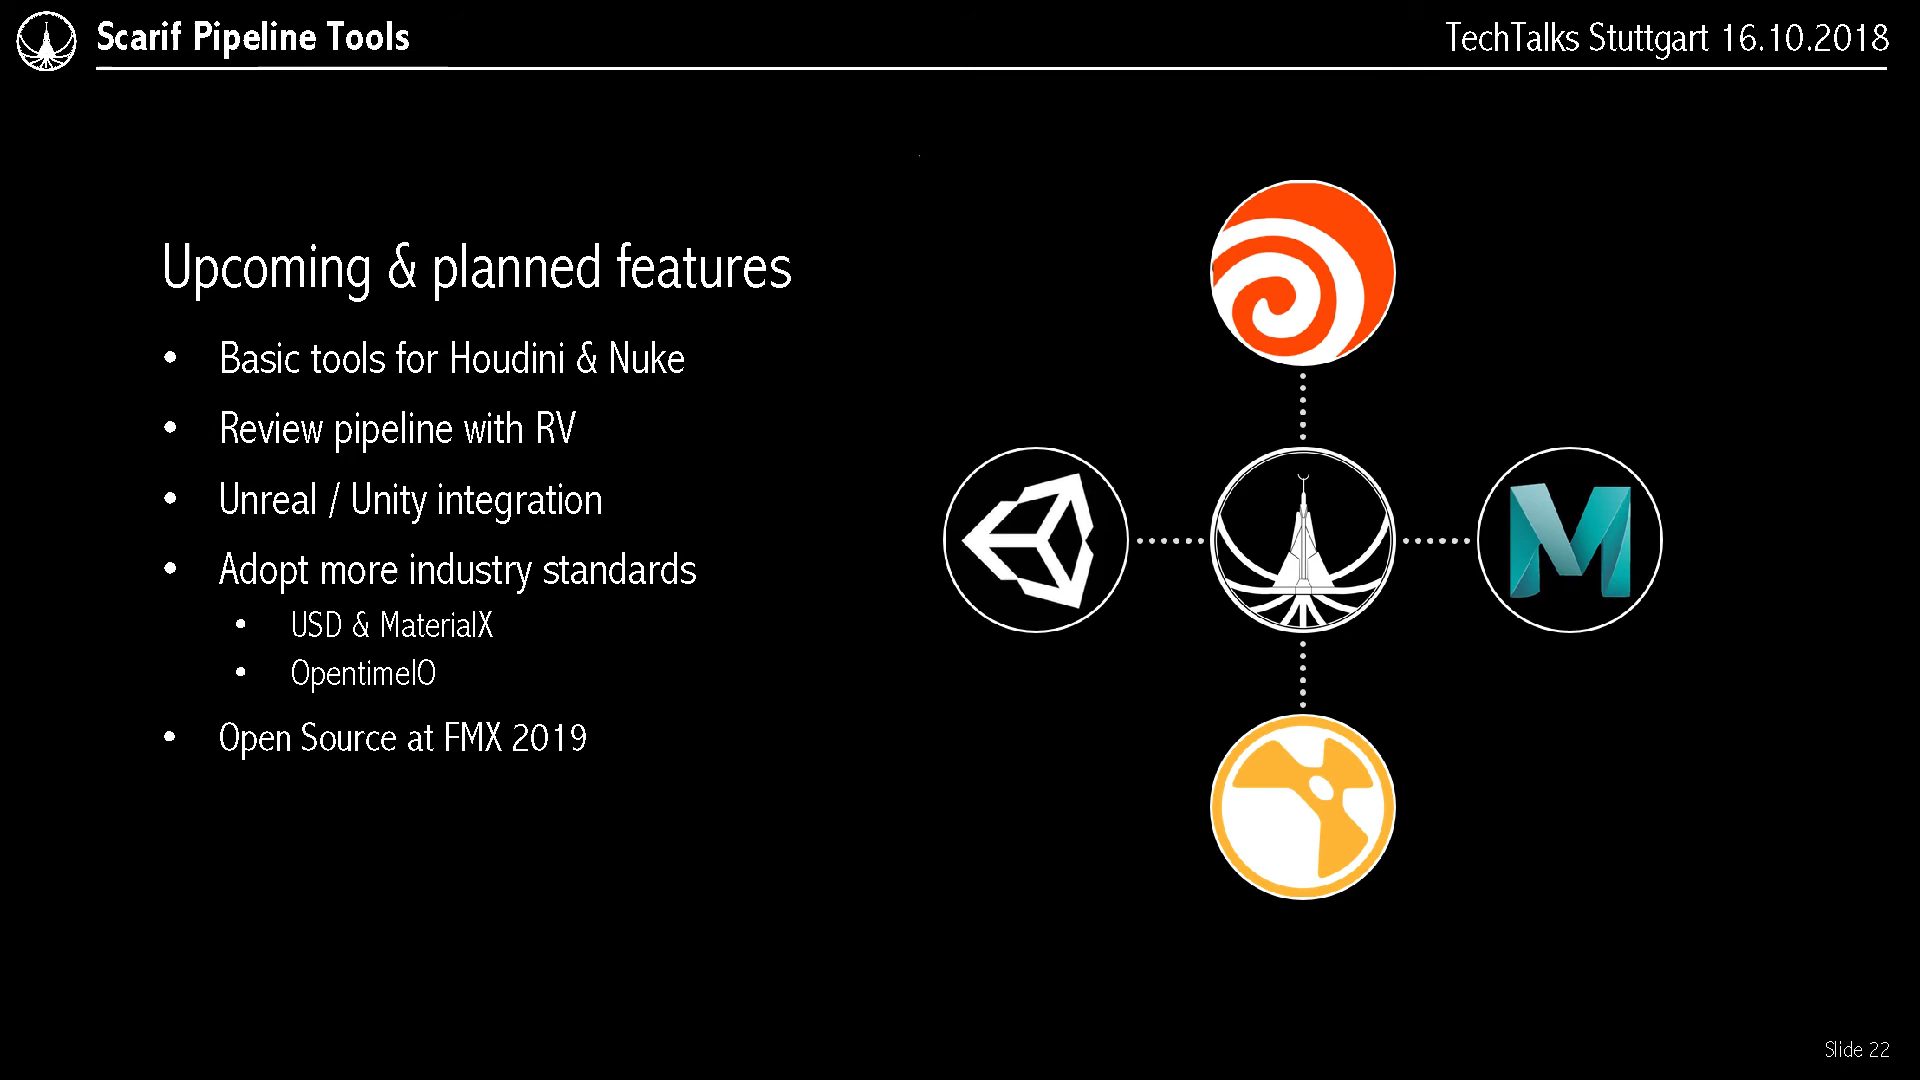 Scarif Pipeline Tools
TechTalks Stuttgart 16.10.2018
Upcoming & planned features
• Basic tools for Houdini & Nuke
• Review pipeline with RV
• Unreal / Unity integration
• Adopt more industry standards
• USD & MaterialX
• OpentimeIO
• Open Source at FMX 2019
Slide 22